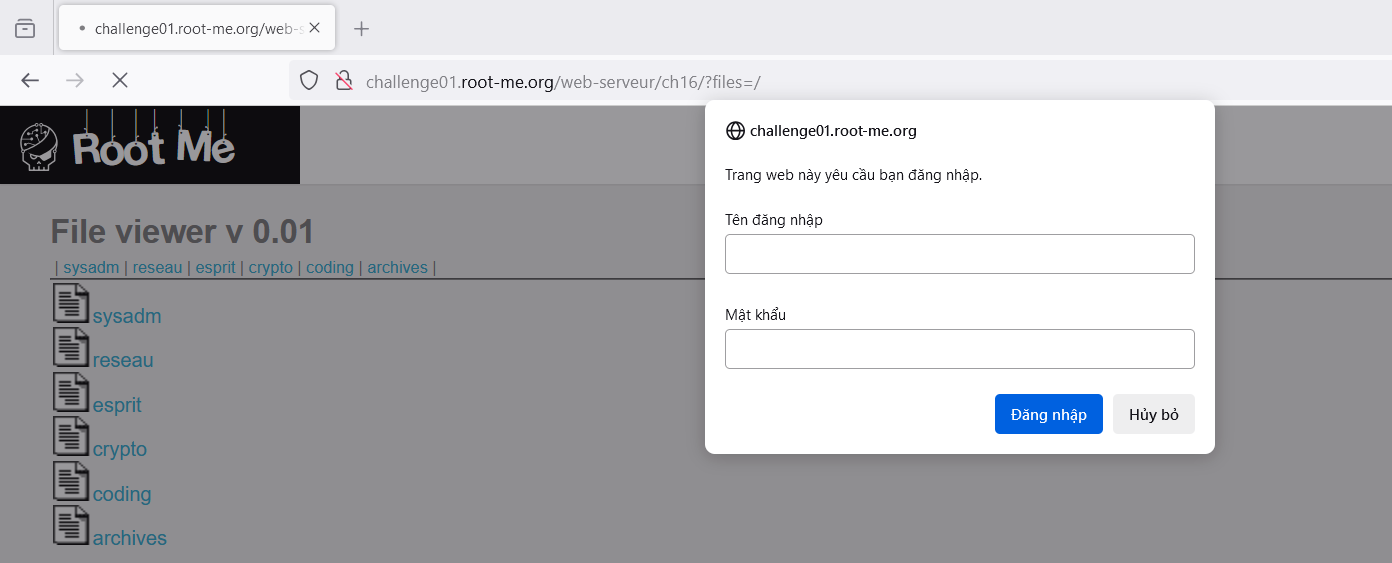 challenge01.root-me.org/web-s
challenge01.root-me.org/web-serveur/ch16/?files=/
Root Me
challenge01.root-me.org
Trang web này yêu cầu bạn đăng nhập.
Tên đăng nhập
Mật khẩu
Đăng nhập
Hủy bỏ
File viewer v 0.01
| sysadm | reseau | esprit | crypto | coding | archives |
sysadm
reseau
esprit
crypto
coding
archives